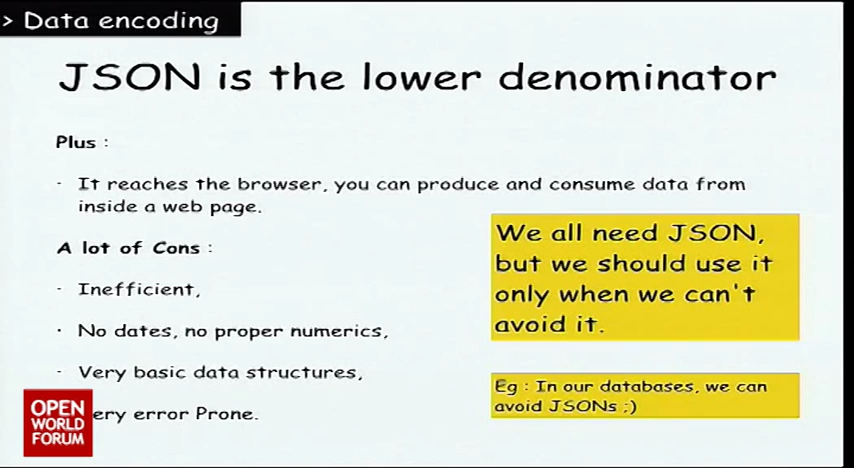 > Data encoding
JSON is the lower denominator
Plus :
· It reaches the browser, you can produce and consume data from
inside a web page.
A lot of Cons :
· Inefficient,
· No dates, no proper numerics,
· Very basic data structures,
ery error Prone.
We all need JSON,
but we should use it
only when we can't
avoid it.
Eg : In our databases, we can
avoid JSONs ;)
OPEN
WORLD
FORUM